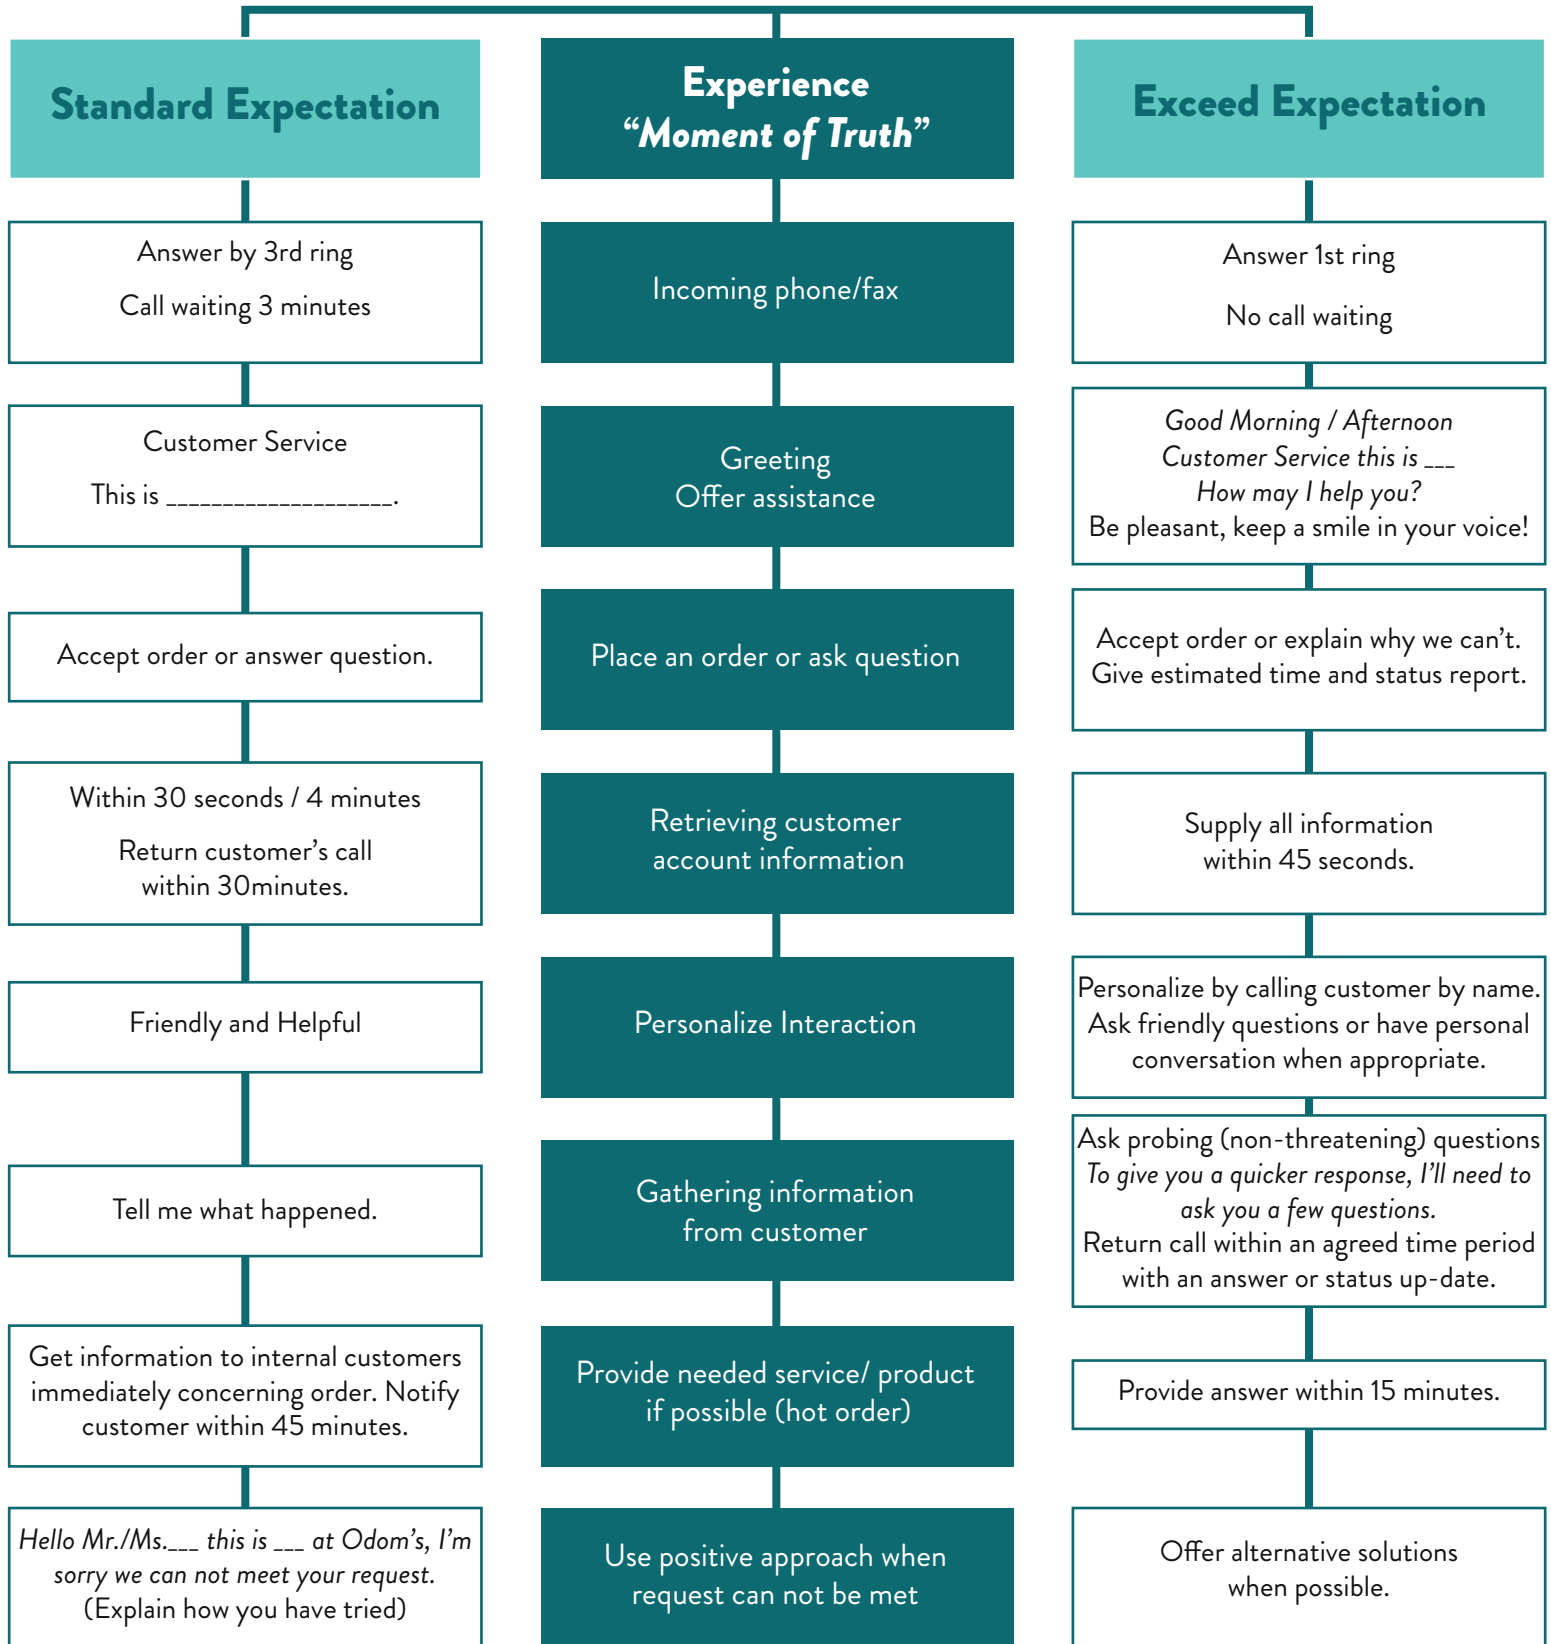 Standard Expectation
Experience
“Moment of Truth”
Exceed Expectation
Answer by 3rd ring
Call waiting 3 minutes
Incoming phone/fax
Answer 1st ring
No call waiting
Customer Service
This is ____________________.
Greeting
Offer assistance
Good Morning / Afternoon
Customer Service this is ___
How may I help you?
Be pleasant, keep a smile in your voice!
Accept order or answer question.
Place an order or ask question
Accept order or explain why we can’t.
Give estimated time and status report.
Within 30 seconds / 4 minutes
Return customer’s call
within 30minutes.
Retrieving customer
account information
Supply all information
within 45 seconds.
Friendly and Helpful
Personalize Interaction
Personalize by calling customer by name.
Ask friendly questions or have personal
conversation when appropriate.
Tell me what happened.
Gathering information
from customer
Ask probing (non-threatening) questions
To give you a quicker response, I’ll need to
ask you a few questions.
Return call within an agreed time period
with an answer or status up-date.
Get information to internal customers
immediately concerning order. Notify
customer within 45 minutes.
Provide needed service/ product
if possible (hot order)
Provide answer within 15 minutes.
Hello Mr./Ms.___ this is ___ at Odom’s, I’m
sorry we can not meet your request.
(Explain how you have tried)
Use positive approach when
request can not be met
Offer alternative solutions
when possible.